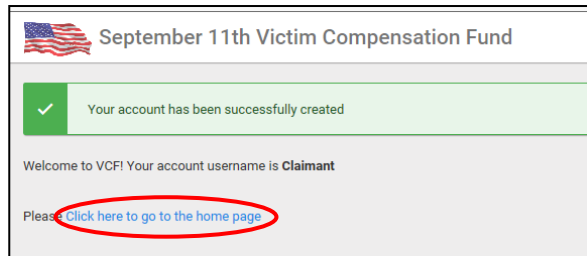 September 11th Victim Compensation Fund
Your account has been successfully created
Welcome to VCF! Your account username is Claimant
Please Click here to go to the home page